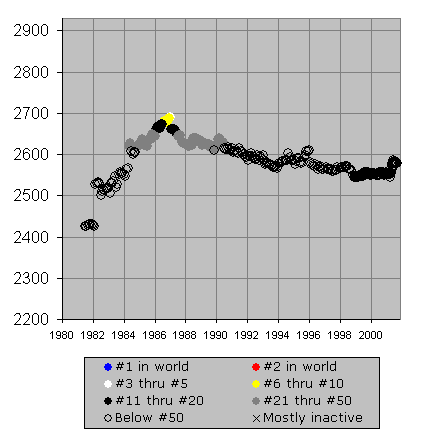 2900
2800
2700
2600
2500
2400
2300
2200
1980 1982 1984 1986 1988 1990 1992 1994 1996 1998 2000
#1 in world #2 in world
#3 thru #5 #6 thru #10
#11 thru #20 #21 thru #50
Below #50 Mostly inactive